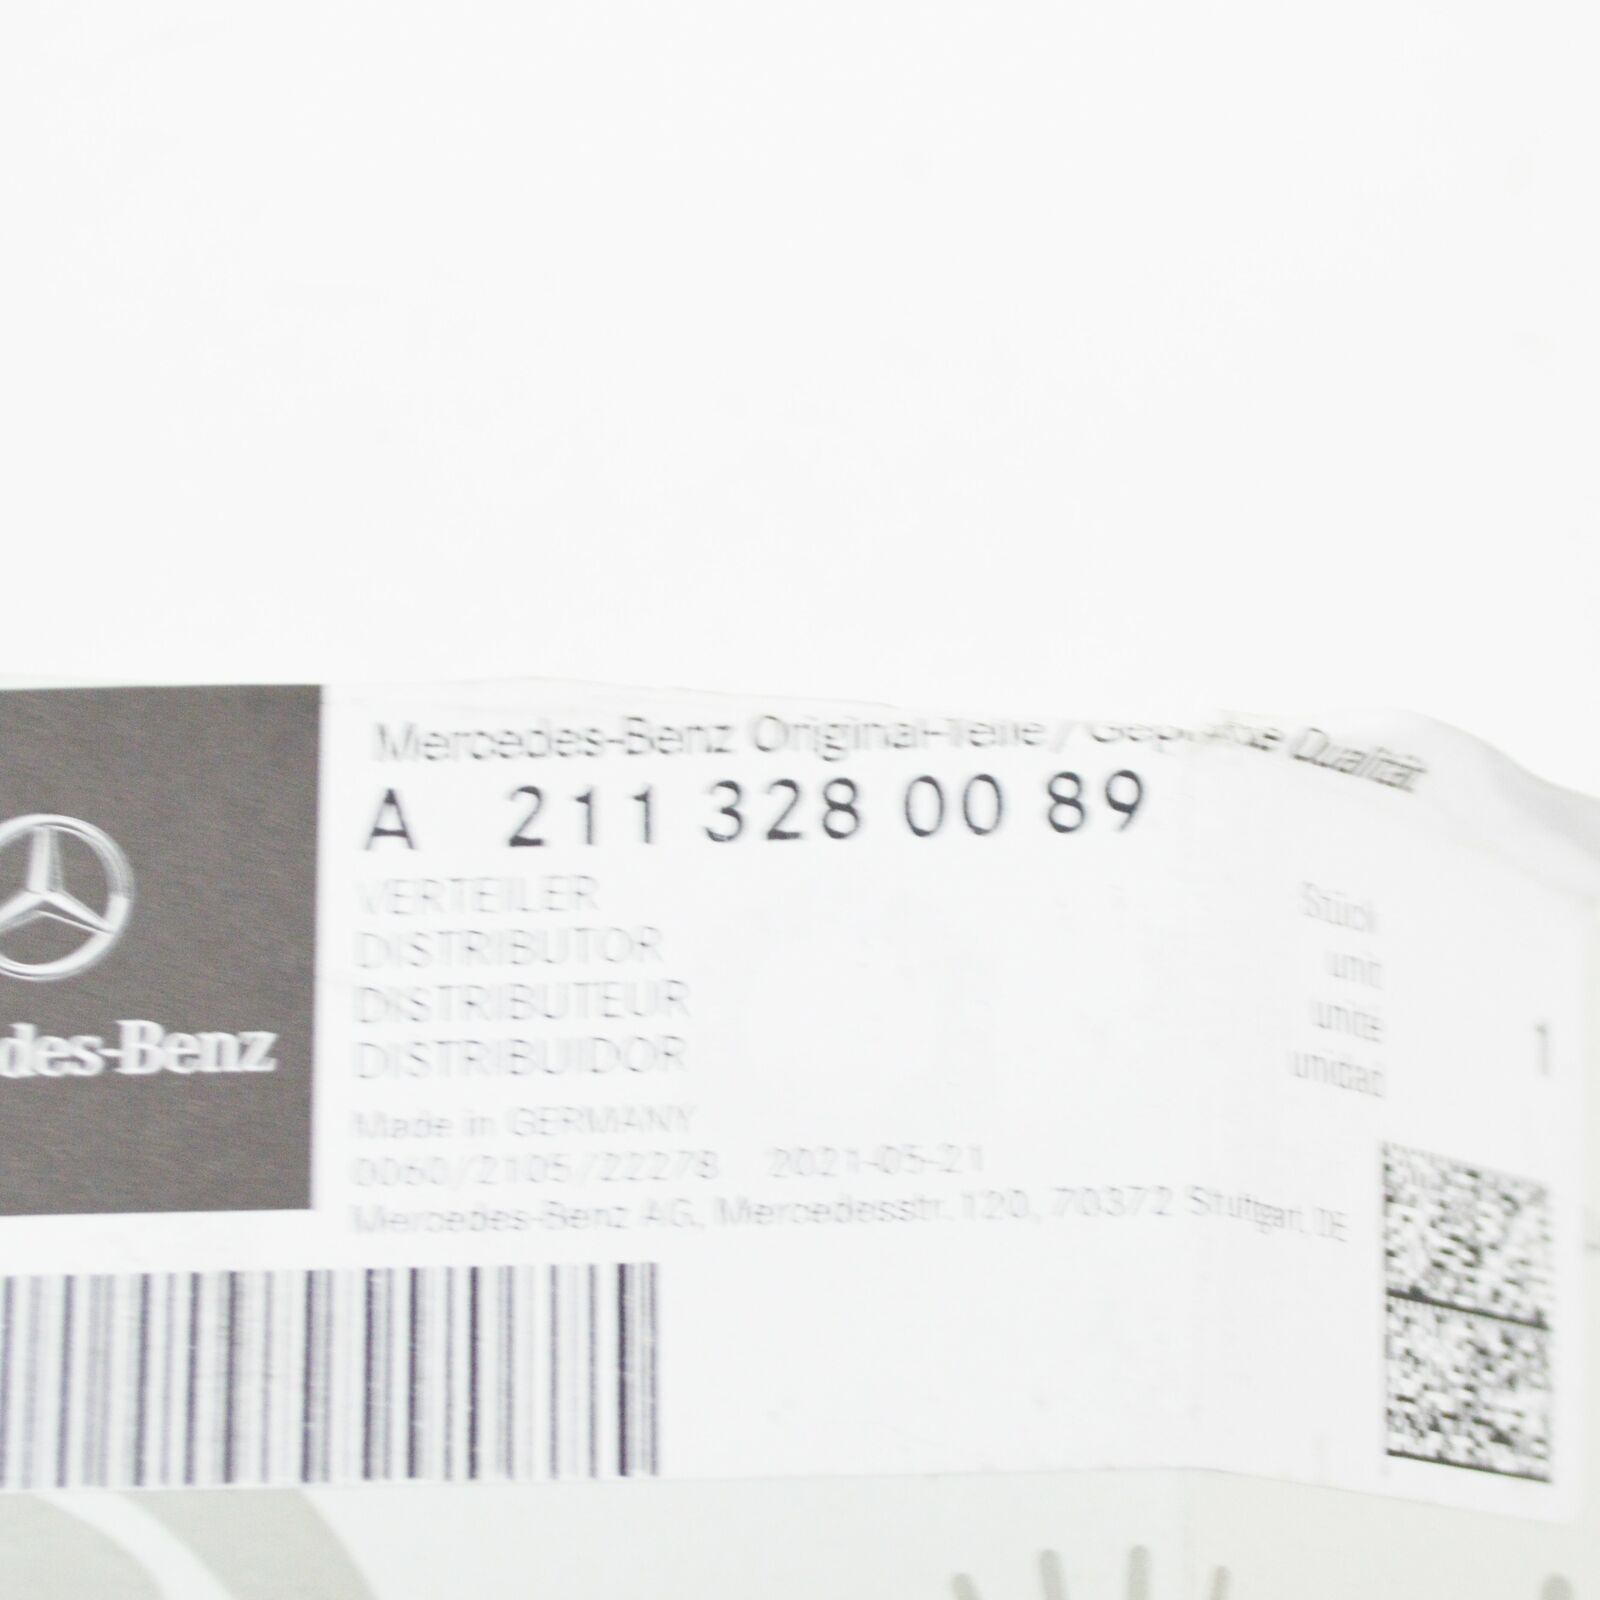 Mercedes-Benz Original-Teile / Geprüfte Qualität
A 211 328 00 89
VERTEILER
DISTRIBUTOR
DISTRIBUTEUR
DISTRIBUIDOR
Stück
unit
unité
unidad
1
Made in GERMANY
0060/2105/22278 2021-05-21
Mercedes-Benz AG, Mercedesstr. 120, 70372 Stuttgart, DE
des-Benz